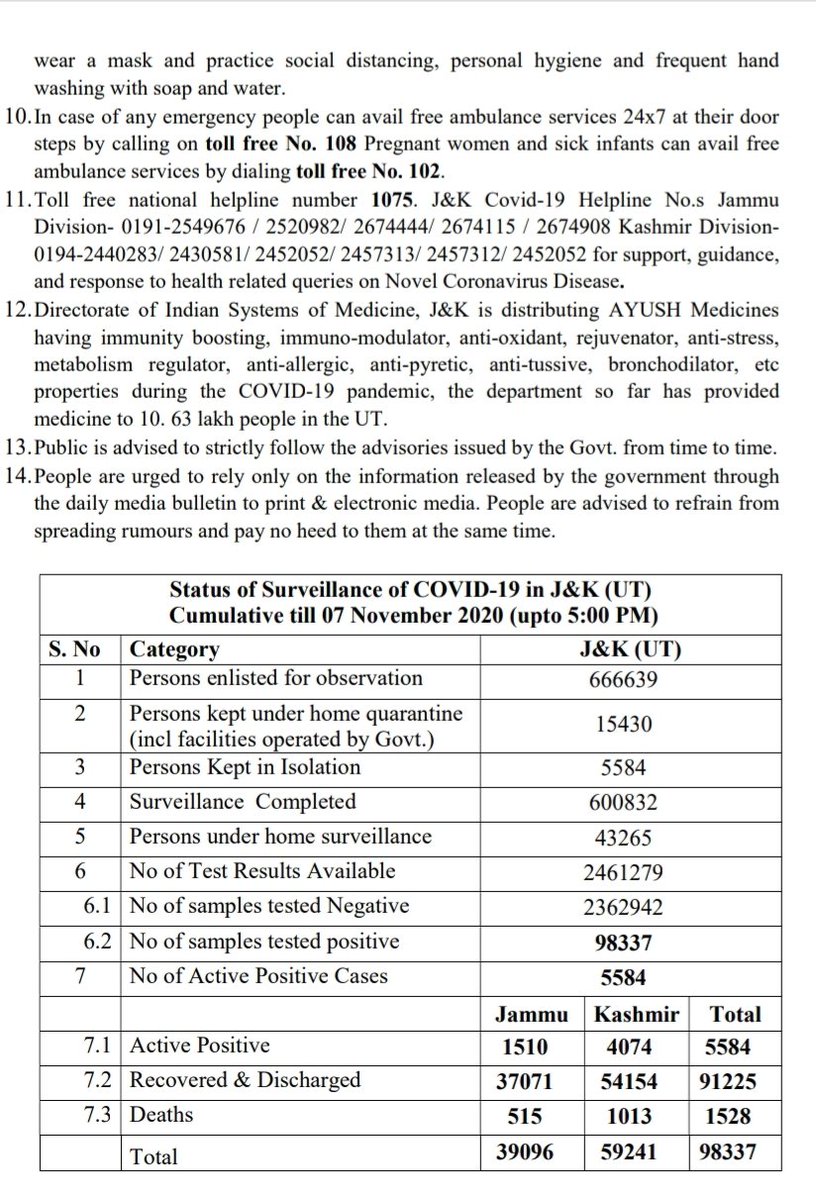 wear a mask and practice social distancing, personal hygiene and frequent hand
washing with soap and water.
10. In case of any emergency people can avail free ambulance services 24x7 at their door
steps by calling on toll free No. 108 Pregnant women and sick infants can avail free
ambulance services by dialing toll free No. 102.
11. Toll free national helpline number 1075. J&K Covid-19 Helpline No.s Jammu
Division- 0191-2549676 / 2520982/ 2674444/ 2674115 / 2674908 Kashmir Division-
0194-2440283/ 2430581/ 2452052/ 2457313/ 2457312/ 2452052 for support, guidance,
and response to health related queries on Novel Coronavirus Disease.
12. Directorate of Indian Systems of Medicine, J&K is distributing AYUSH Medicines
having immunity boosting, immuno-modulator, anti-oxidant, rejuvenator, anti-stress,
metabolism regulator, anti-allergic, anti-pyretic, anti-tussive, bronchodilator, etc
properties during the COVID-19 pandemic, the department so far has provided
medicine to 10. 63 lakh people in the UT.
13. Public is advised to strictly follow the advisories issued by the Govt. from time to time.
14. People are urged to rely only on the information released by the government through
the daily media bulletin to print & electronic media. People are advised to refrain from
spreading rumours and pay no heed to them at the same time.
Status of Surveillance of COVID-19 in J&K (UT)
Cumulative till 07 November 2020 (upto 5:00 PM)
S. No Category J&K (UT)
1 Persons enlisted for observation 666639
2 Persons kept under home quarantine
(incl facilities operated by Govt.) 15430
3 Persons Kept in Isolation 5584
4 Surveillance Completed 600832
5 Persons under home surveillance 43265
6 No of Test Results Available 2461279
6.1 No of samples tested Negative 2362942
6.2 No of samples tested positive 98337
7 No of Active Positive Cases 5584
Jammu Kashmir Total
7.1 Active Positive 1510 4074 5584
7.2 Recovered & Discharged 37071 54154 91225
7.3 Deaths 515 1013 1528
Total 39096 59241 98337